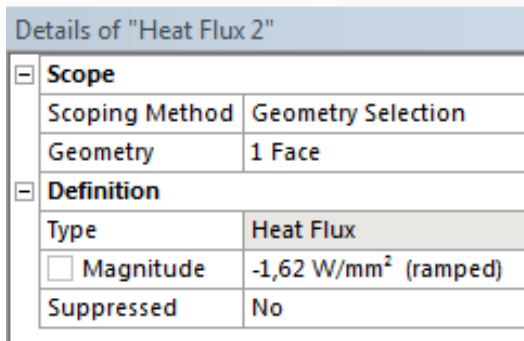 Details of "Heat Flux 2"
Scope
Scoping Method Geometry Selection
Geometry 1 Face
Definition
Type Heat Flux
Magnitude -1,62 W/mm² (ramped)
Suppressed No